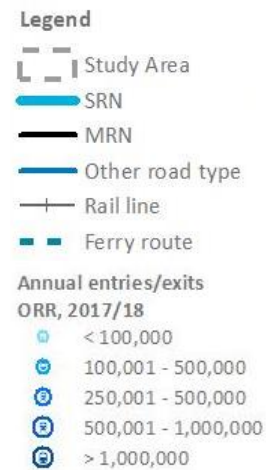 Legend
Study Area
SRN
MRN
Other road type
Rail line
Ferry route
Annual entries/exits
ORR, 2017/18
< 100,000
100,001 - 500,000
250,001 - 500,000
500,001 - 1,000,000
> 1,000,000